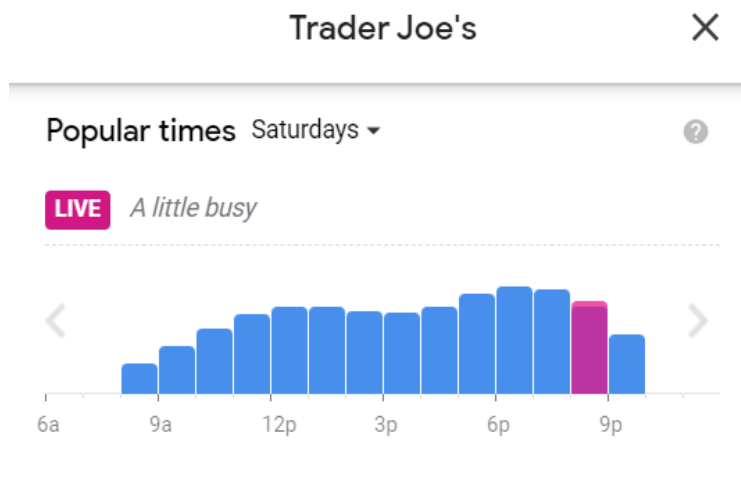 Trader Joe's
Popular times Saturdays
LIVE A little busy
6a 9a 12p 3p 6p 9p